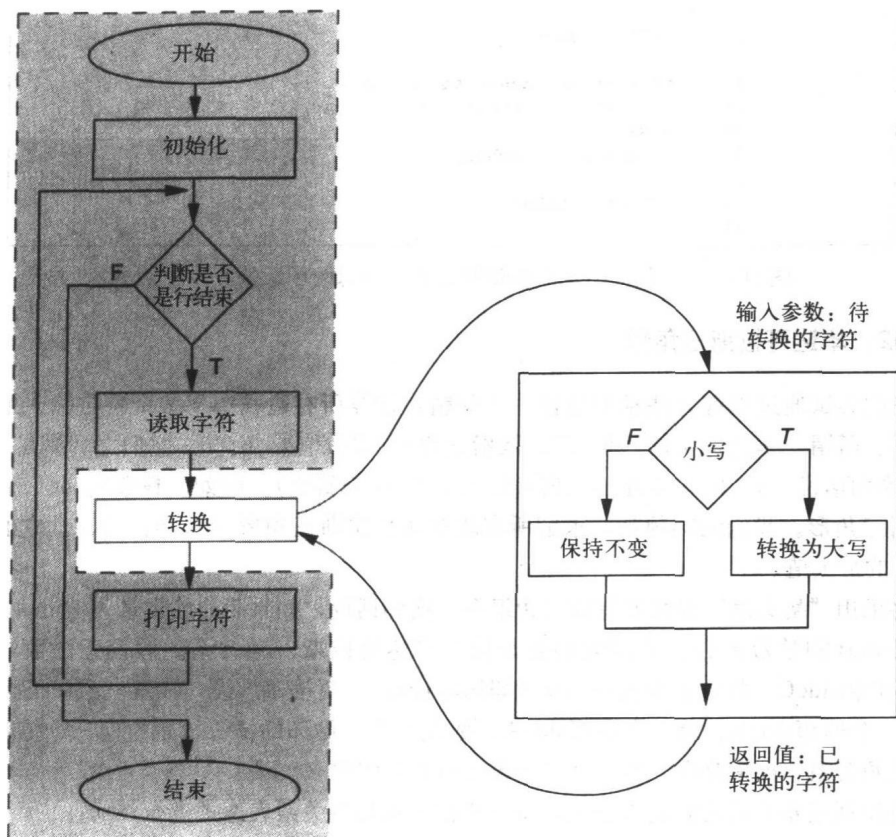 开始
初始化
判断是否
是行结束
F
T
读取字符
转换
打印字符
结束
输入参数：待
转换的字符
小写
F
T
保持不变
转换为大写
返回值：已
转换的字符